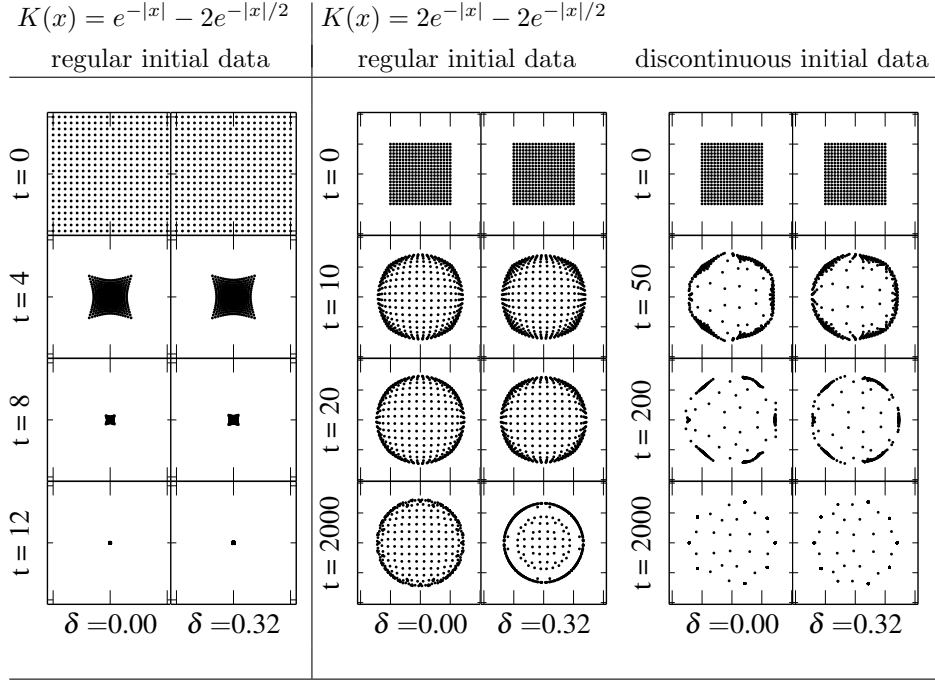 K(x) = e^{-|x|} − 2e^{-|x|/2} K(x) = 2e^{-|x|} − 2e^{-|x|/2}
regular initial data regular initial data discontinuous initial data
t = 0 t = 0 t = 0
t = 4 t = 10 t = 50
t = 8 t = 20 t = 200
t = 12 t = 2000 t = 2000
δ =0.00 δ =0.32 δ =0.00 δ =0.32 δ =0.00 δ =0.32